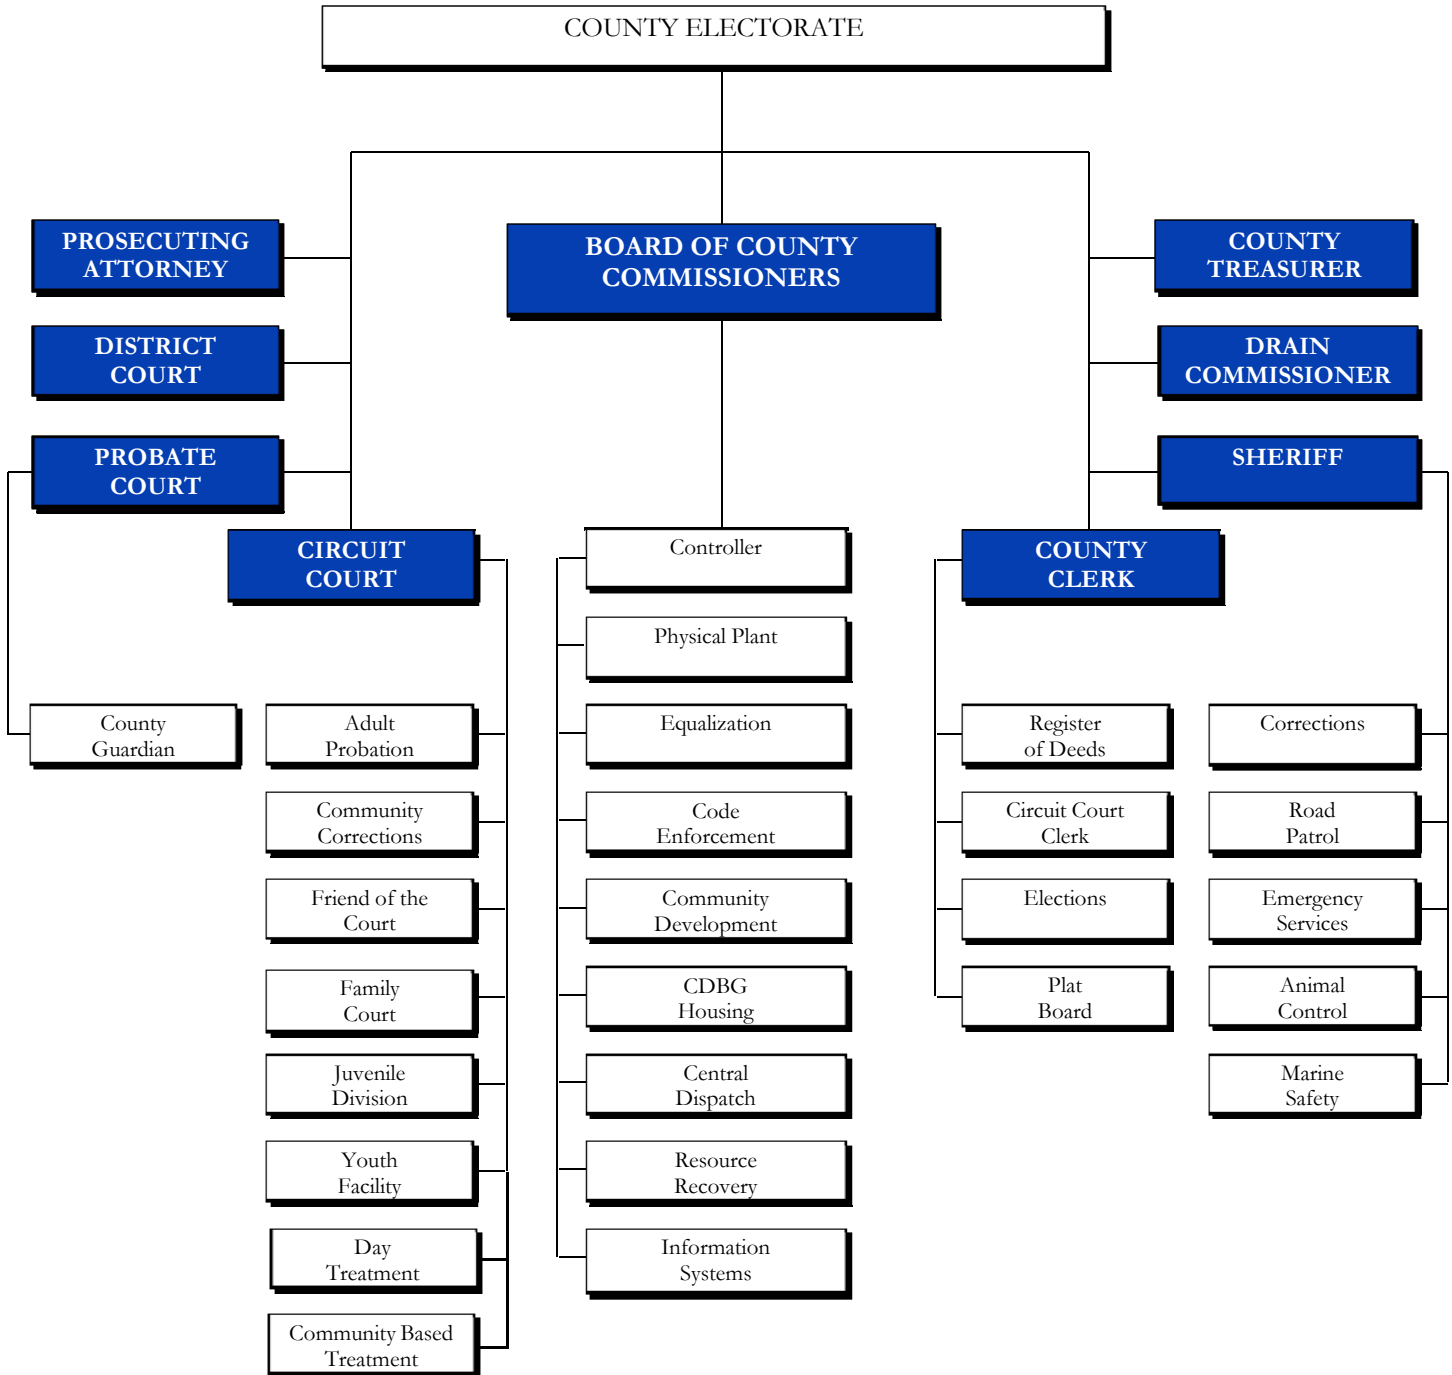 COUNTY ELECTORATE
PROSECUTING
ATTORNEY
BOARD OF COUNTY
COMMISSIONERS
COUNTY
TREASURER
DISTRICT
COURT
DRAIN
COMMISSIONER
PROBATE
COURT
SHERIFF
CIRCUIT
COURT
Controller
COUNTY
CLERK
Physical Plant
County
Guardian
Adult
Probation
Equalization
Register
of Deeds
Corrections
Community
Corrections
Code
Enforcement
Circuit Court
Clerk
Road
Patrol
Friend of the
Court
Community
Development
Elections
Emergency
Services
Family
Court
CDBG
Housing
Plat
Board
Animal
Control
Juvenile
Division
Central
Dispatch
Marine
Safety
Youth
Facility
Resource
Recovery
Day
Treatment
Information
Systems
Community Based
Treatment